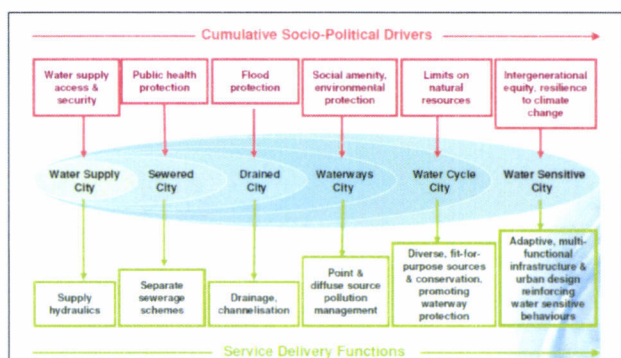 Cumulative Socio-Political Drivers
Water supply
access &
security
Public health
protection
Flood
protection
Social amenity,
environmental
protection
Limits on
natural
resources
Intergenerational
equity, resilience
to climate
change
Water Supply
City
Sewered
City
Drained
City
Waterways
City
Water Cycle
City
Water Sensitive
City
Supply
hydraulics
Separate
sewerage
schemes
Drainage,
channelisation
Point &
diffuse source
pollution
management
Diverse, fit-for-
purpose sources
& conservation,
promoting
waterway
protection
Adaptive, multi-
functional
infrastructure &
urban design
reinforcing
water sensitive
behaviours
Service Delivery Functions